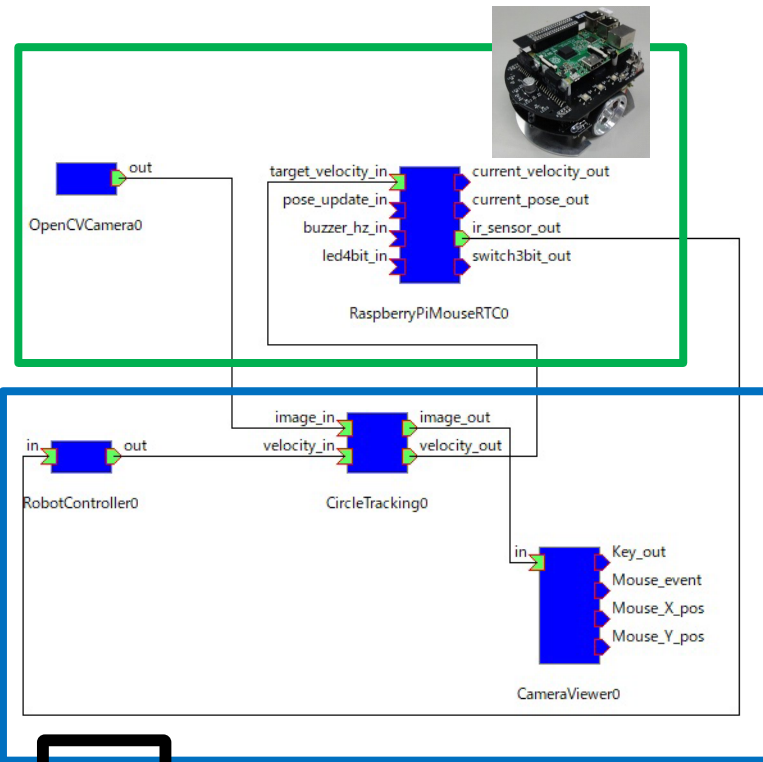 out
OpenCVCamera0
target_velocity_in
pose_update_in
buzzer_hz_in
led4bit_in
current_velocity_out
current_pose_out
ir_sensor_out
switch3bit_out
RaspberryPiMouseRTC0
in
out
RobotController0
image_in
velocity_in
image_out
velocity_out
CircleTracking0
in
Key_out
Mouse_event
Mouse_X_pos
Mouse_Y_pos
CameraViewer0